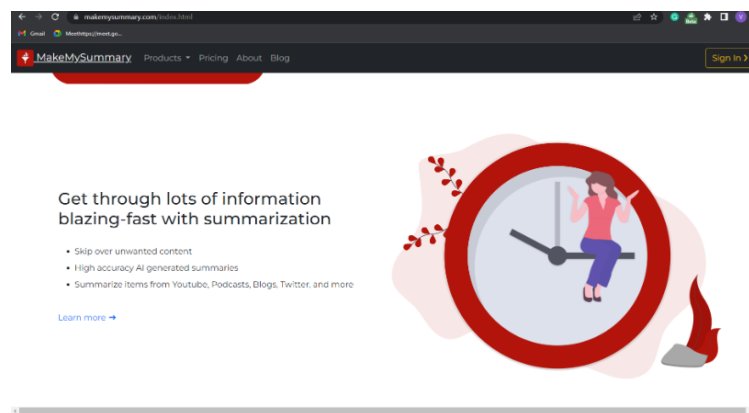 makemysummary.com/index.html
Gmail Meethttps://meet.go...
MakeMySummary Products Pricing About Blog Sign In
Get through lots of information
blazing-fast with summarization
Skip over unwanted content
High accuracy AI generated summaries
Summarize items from Youtube, Podcasts, Blogs, Twitter, and more
Learn more →